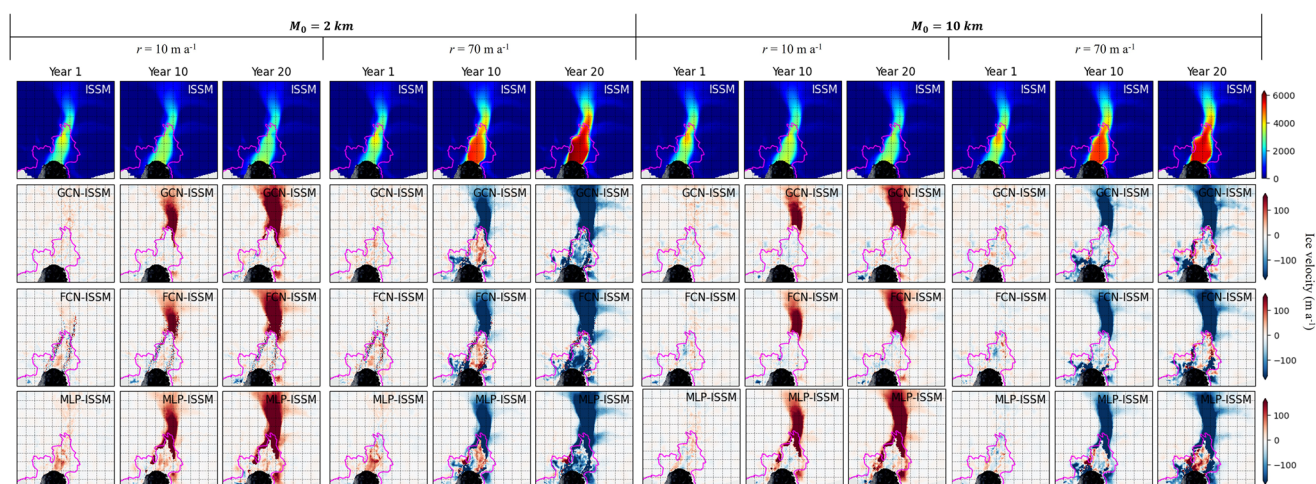 M₀ = 2 km M₀ = 10 km
r = 10 m a⁻¹ r = 70 m a⁻¹ r = 10 m a⁻¹ r = 70 m a⁻¹
Year 1 Year 10 Year 20 Year 1 Year 10 Year 20 Year 1 Year 10 Year 20 Year 1 Year 10 Year 20
ISSM ISSM ISSM ISSM ISSM ISSM ISSM ISSM ISSM ISSM ISSM ISSM
6000
4000
2000
0
GCN-ISSM GCN-ISSM GCN-ISSM GCN-ISSM GCN-ISSM GCN-ISSM GCN-ISSM GCN-ISSM GCN-ISSM GCN-ISSM GCN-ISSM GCN-ISSM
100
0
−100
FCN-ISSM FCN-ISSM FCN-ISSM FCN-ISSM FCN-ISSM FCN-ISSM FCN-ISSM FCN-ISSM FCN-ISSM FCN-ISSM FCN-ISSM FCN-ISSM
100
0
−100
MLP-ISSM MLP-ISSM MLP-ISSM MLP-ISSM MLP-ISSM MLP-ISSM MLP-ISSM MLP-ISSM MLP-ISSM MLP-ISSM MLP-ISSM MLP-ISSM
100
0
−100
Ice velocity (m a⁻¹)